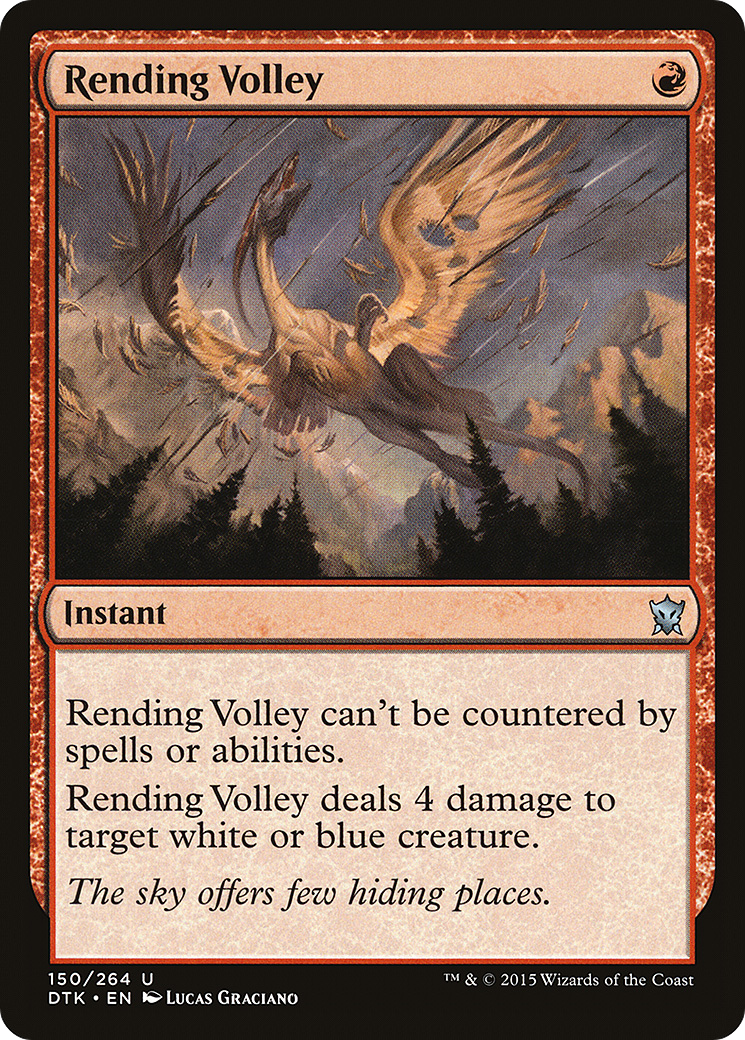 Rending Volley
Instant
Rending Volley can't be countered by
spells or abilities.
Rending Volley deals 4 damage to
target white or blue creature.
The sky offers few hiding places.
150/264 U
™ & © 2015 Wizards of the Coast
DTK • EN Lucas Graciano